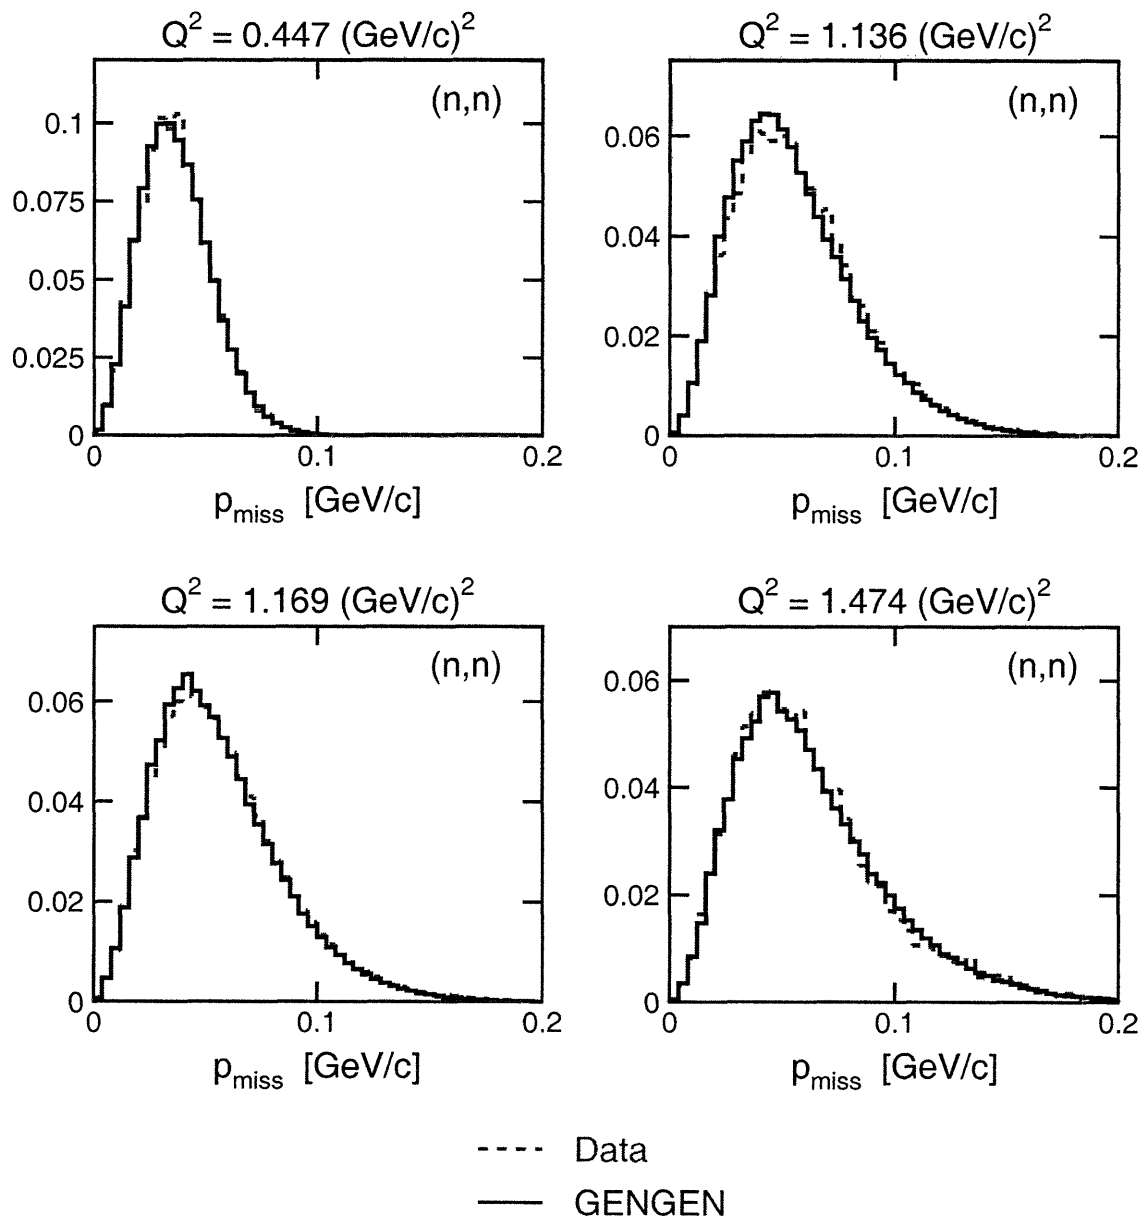 Q² = 0.447 (GeV/c)²
(n,n)
0.1
0.075
0.05
0.025
0
0 0.1 0.2
p_miss [GeV/c]
Q² = 1.136 (GeV/c)²
(n,n)
0.06
0.04
0.02
0
0 0.1 0.2
p_miss [GeV/c]
Q² = 1.169 (GeV/c)²
(n,n)
0.06
0.04
0.02
0
0 0.1 0.2
p_miss [GeV/c]
Q² = 1.474 (GeV/c)²
(n,n)
0.06
0.04
0.02
0
0 0.1 0.2
p_miss [GeV/c]
Data
GENGEN